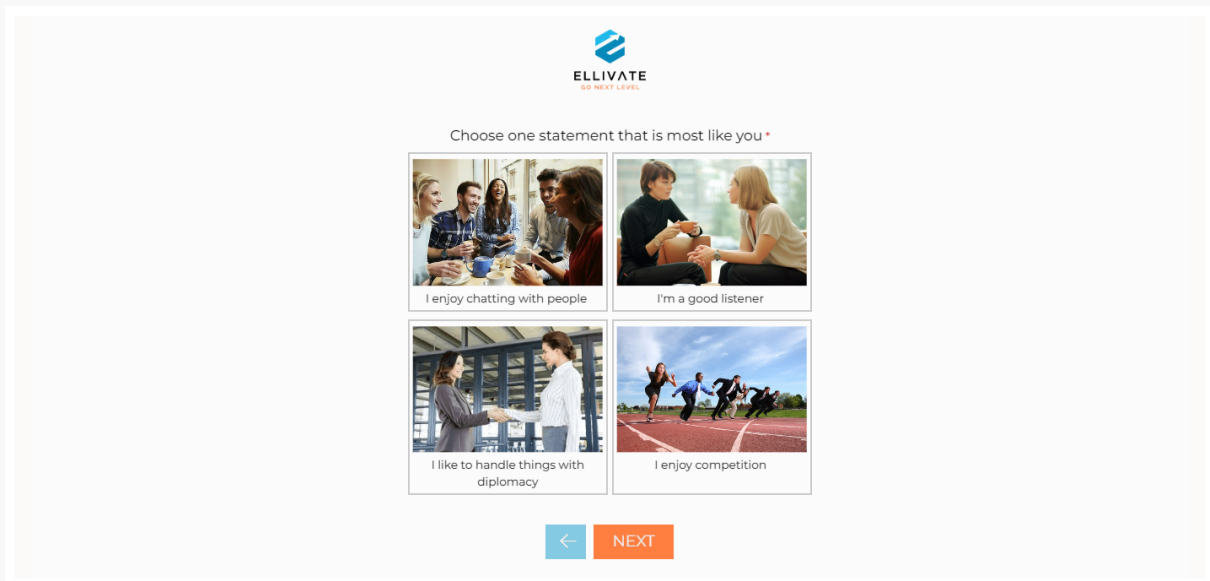 ELLIVATE
GO NEXT LEVEL
Choose one statement that is most like you *
I enjoy chatting with people
I'm a good listener
I like to handle things with
diplomacy
I enjoy competition
NEXT